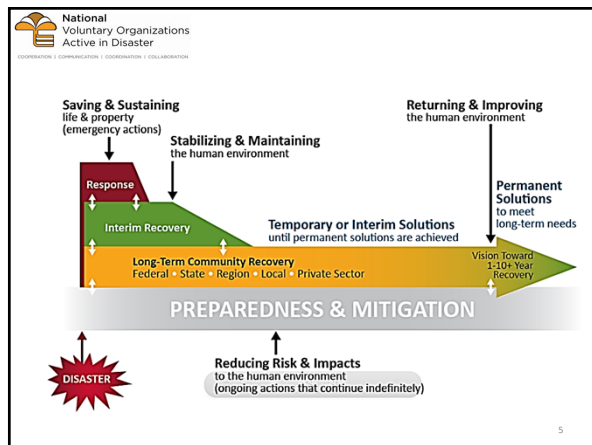 National
Voluntary Organizations
Active in Disaster
COOPERATION | COMMUNICATION | COORDINATION | COLLABORATION
Saving & Sustaining
life & property
(emergency actions)
Returning & Improving
the human environment
Stabilizing & Maintaining
the human environment
Response
Permanent
Solutions
to meet
long-term needs
Interim Recovery
Temporary or Interim Solutions
until permanent solutions are achieved
Long-Term Community Recovery
Federal • State • Region • Local • Private Sector
Vision Toward
1-10+ Year
Recovery
PREPAREDNESS & MITIGATION
DISASTER
Reducing Risk & Impacts
to the human environment
(ongoing actions that continue indefinitely)
5